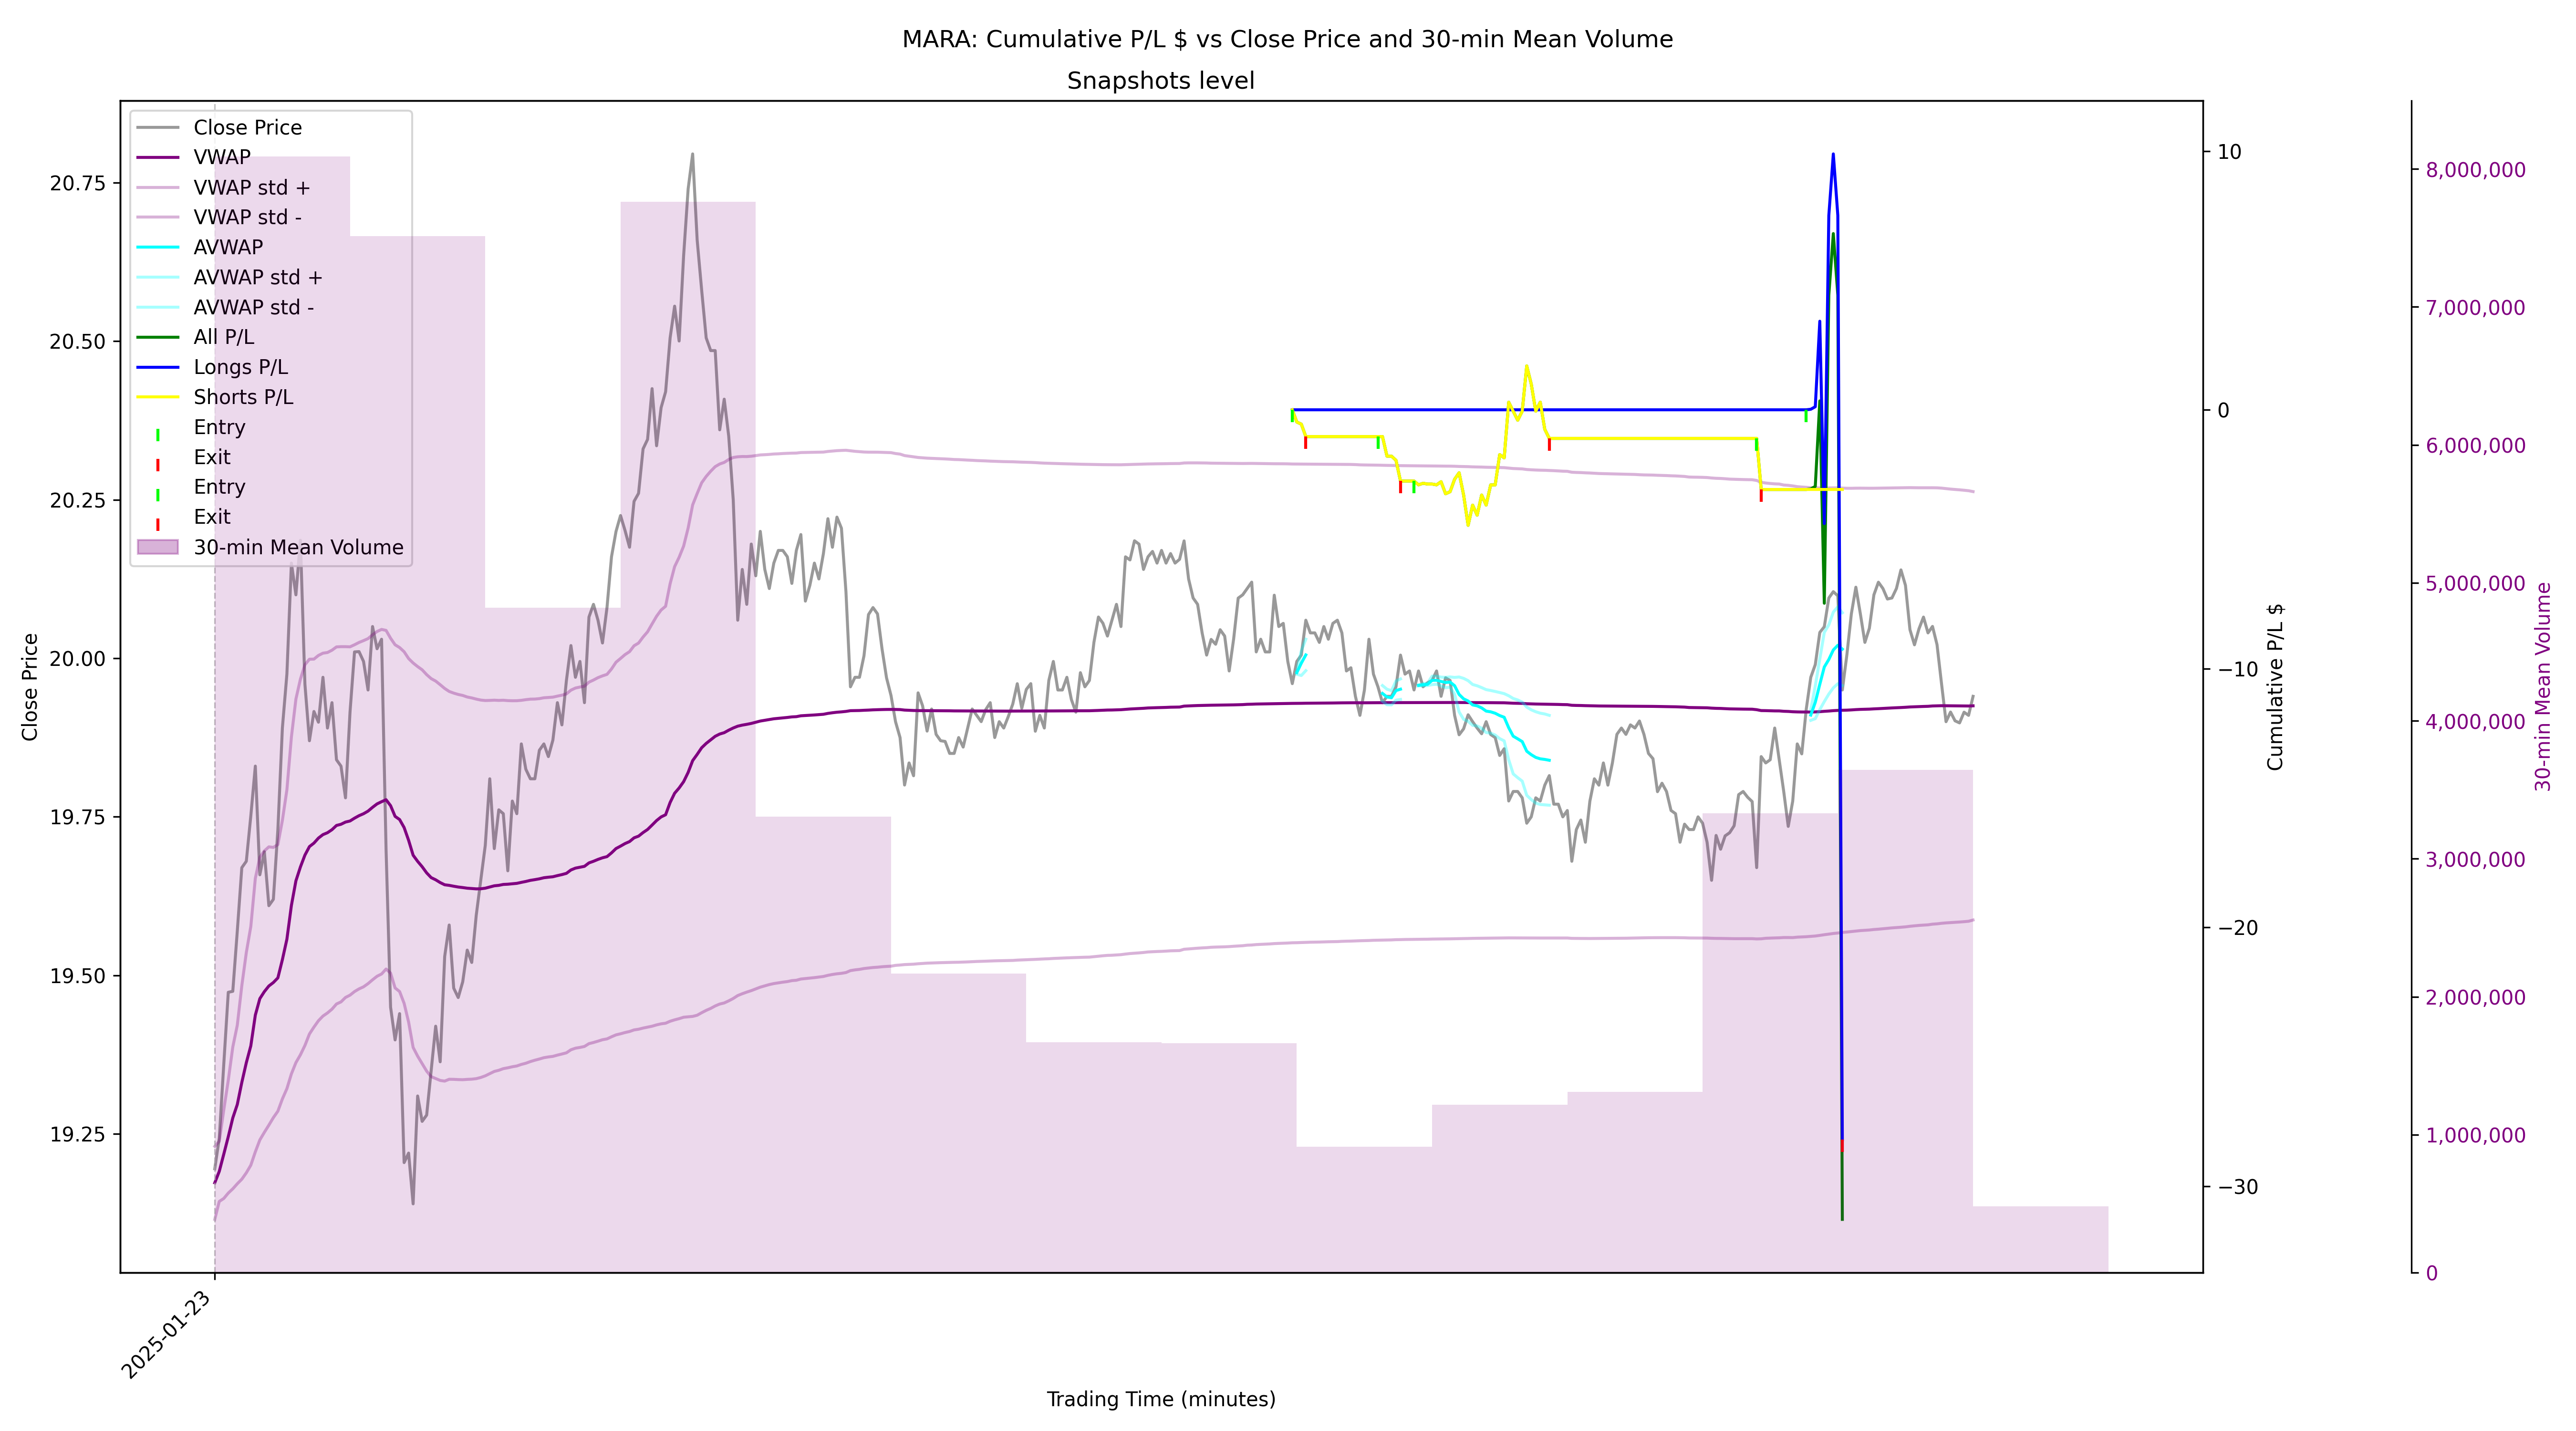 MARA: Cumulative P/L $ vs Close Price and 30-min Mean Volume
Snapshots level
Close Price
VWAP
VWAP std +
VWAP std -
AVWAP
AVWAP std +
AVWAP std -
All P/L
Longs P/L
Shorts P/L
Entry
Exit
Entry
Exit
30-min Mean Volume
20.75
20.50
20.25
20.00
19.75
19.50
19.25
Close Price
10
0
−10
−20
−30
Cumulative P/L $
8,000,000
7,000,000
6,000,000
5,000,000
4,000,000
3,000,000
2,000,000
1,000,000
0
30-min Mean Volume
2025-01-23
Trading Time (minutes)